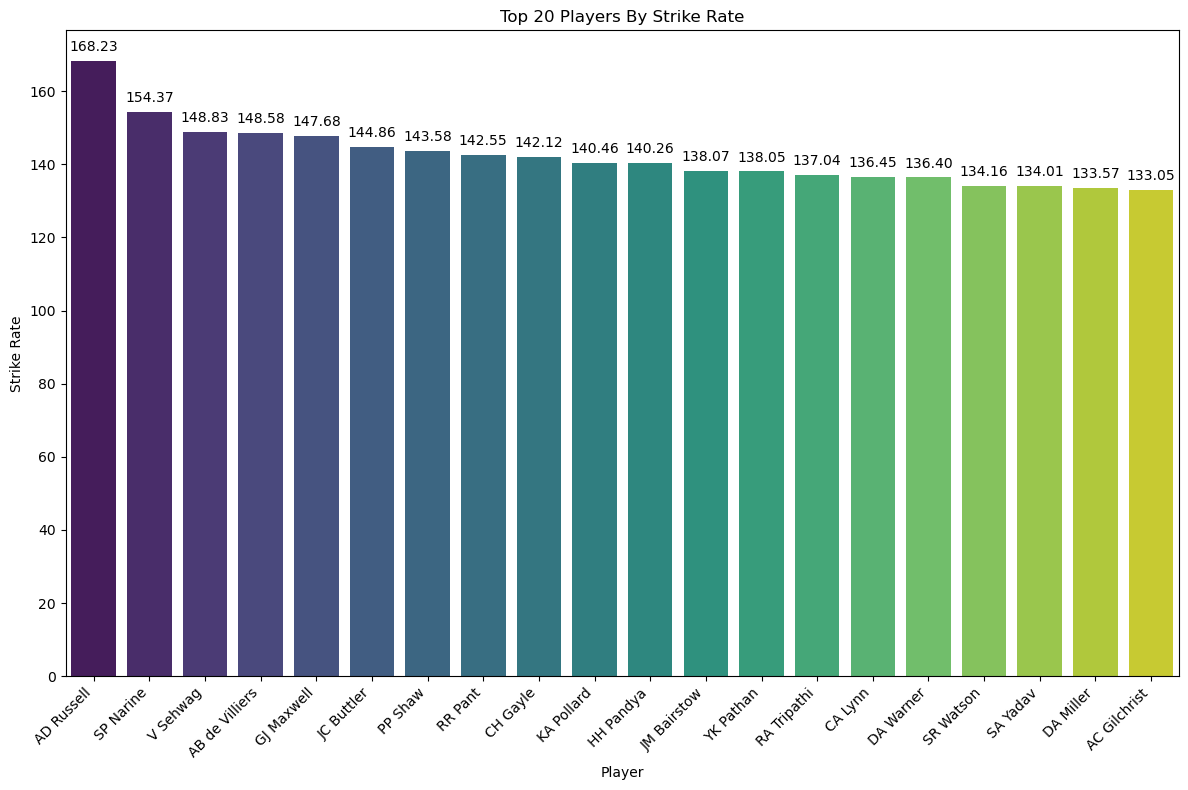 Top 20 Players By Strike Rate
168.23
154.37
148.83
148.58
147.68
144.86
143.58
142.55
142.12
140.46
140.26
138.07
138.05
137.04
136.45
136.40
134.16
134.01
133.57
133.05
Strike Rate
160
140
120
100
80
60
40
20
0
AD Russell
SP Narine
V Sehwag
AB de Villiers
GJ Maxwell
JC Buttler
PP Shaw
RR Pant
CH Gayle
KA Pollard
HH Pandya
JM Bairstow
YK Pathan
RA Tripathi
CA Lynn
DA Warner
SR Watson
SA Yadav
DA Miller
AC Gilchrist
Player